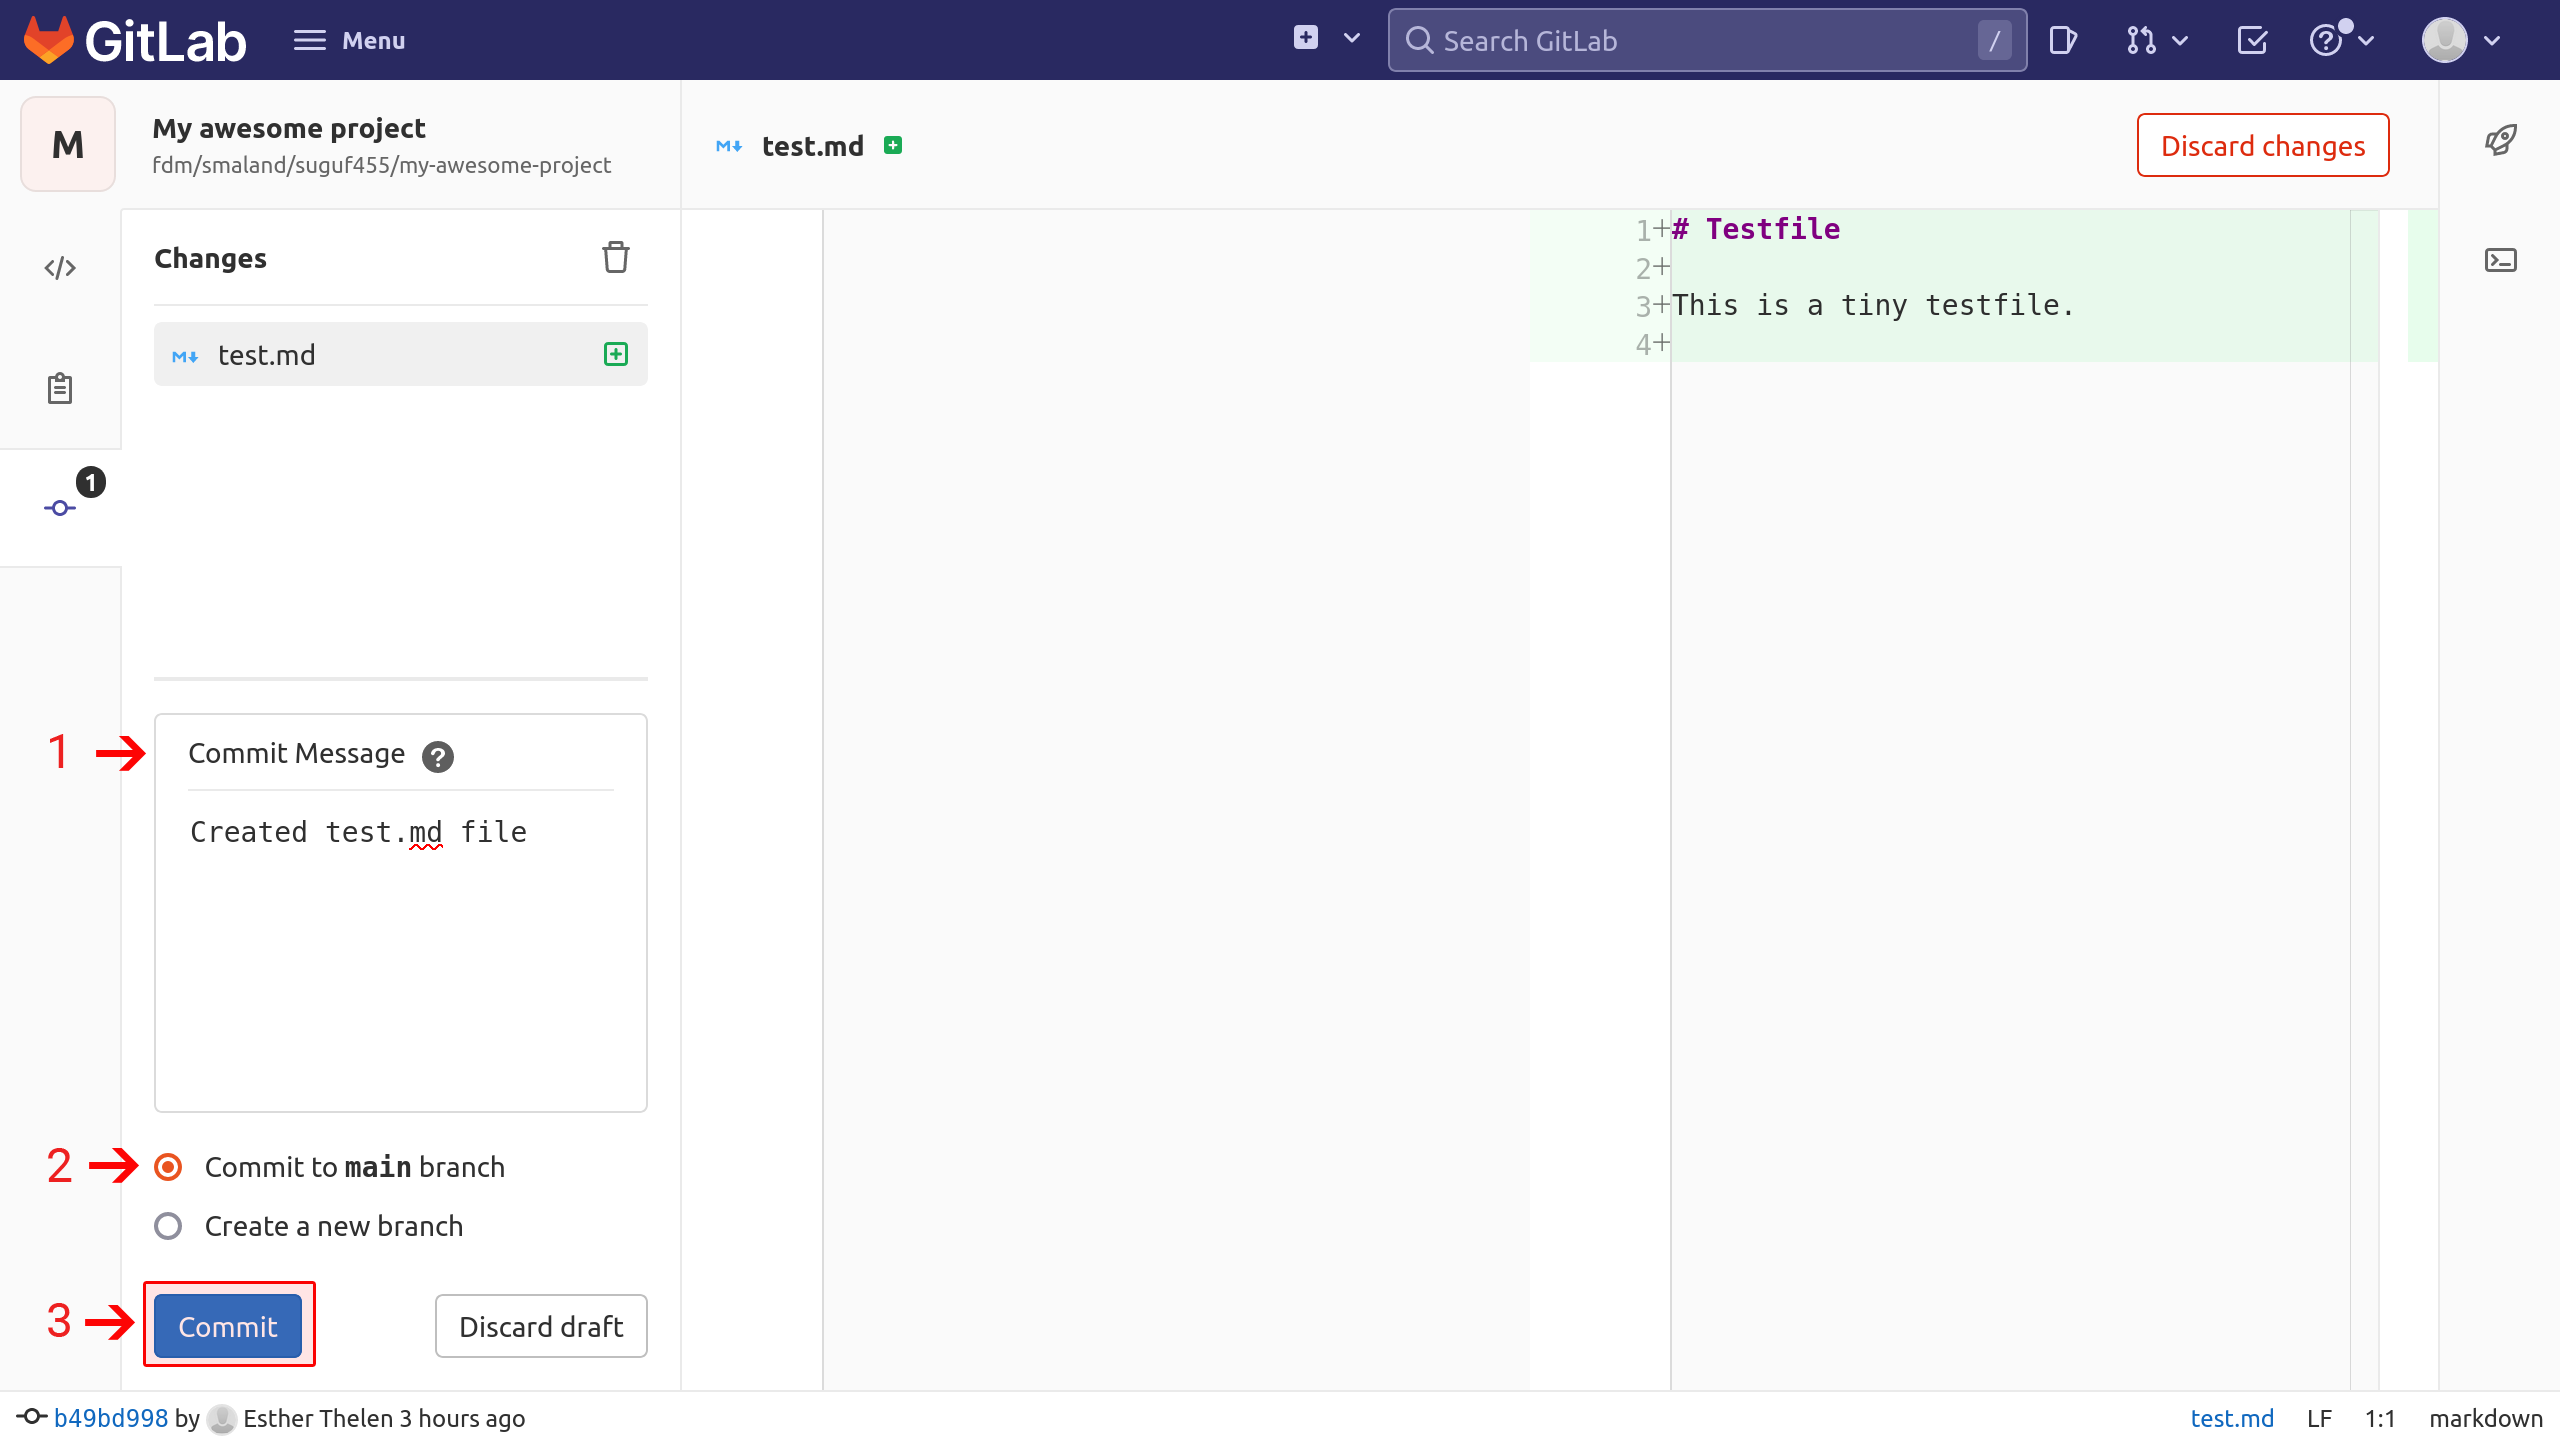 GitLab
Menu
Search GitLab
/
M
My awesome project
fdm/smaland/suguf455/my-awesome-project
test.md
Discard changes
Changes
test.md
1
1+# Testfile
2+
3+This is a tiny testfile.
4+
1
Commit Message ?
Created test.md file
2
Commit to main branch
Create a new branch
3
Commit
Discard draft
b49bd998 by Esther Thelen 3 hours ago
test.md
LF
1:1
markdown